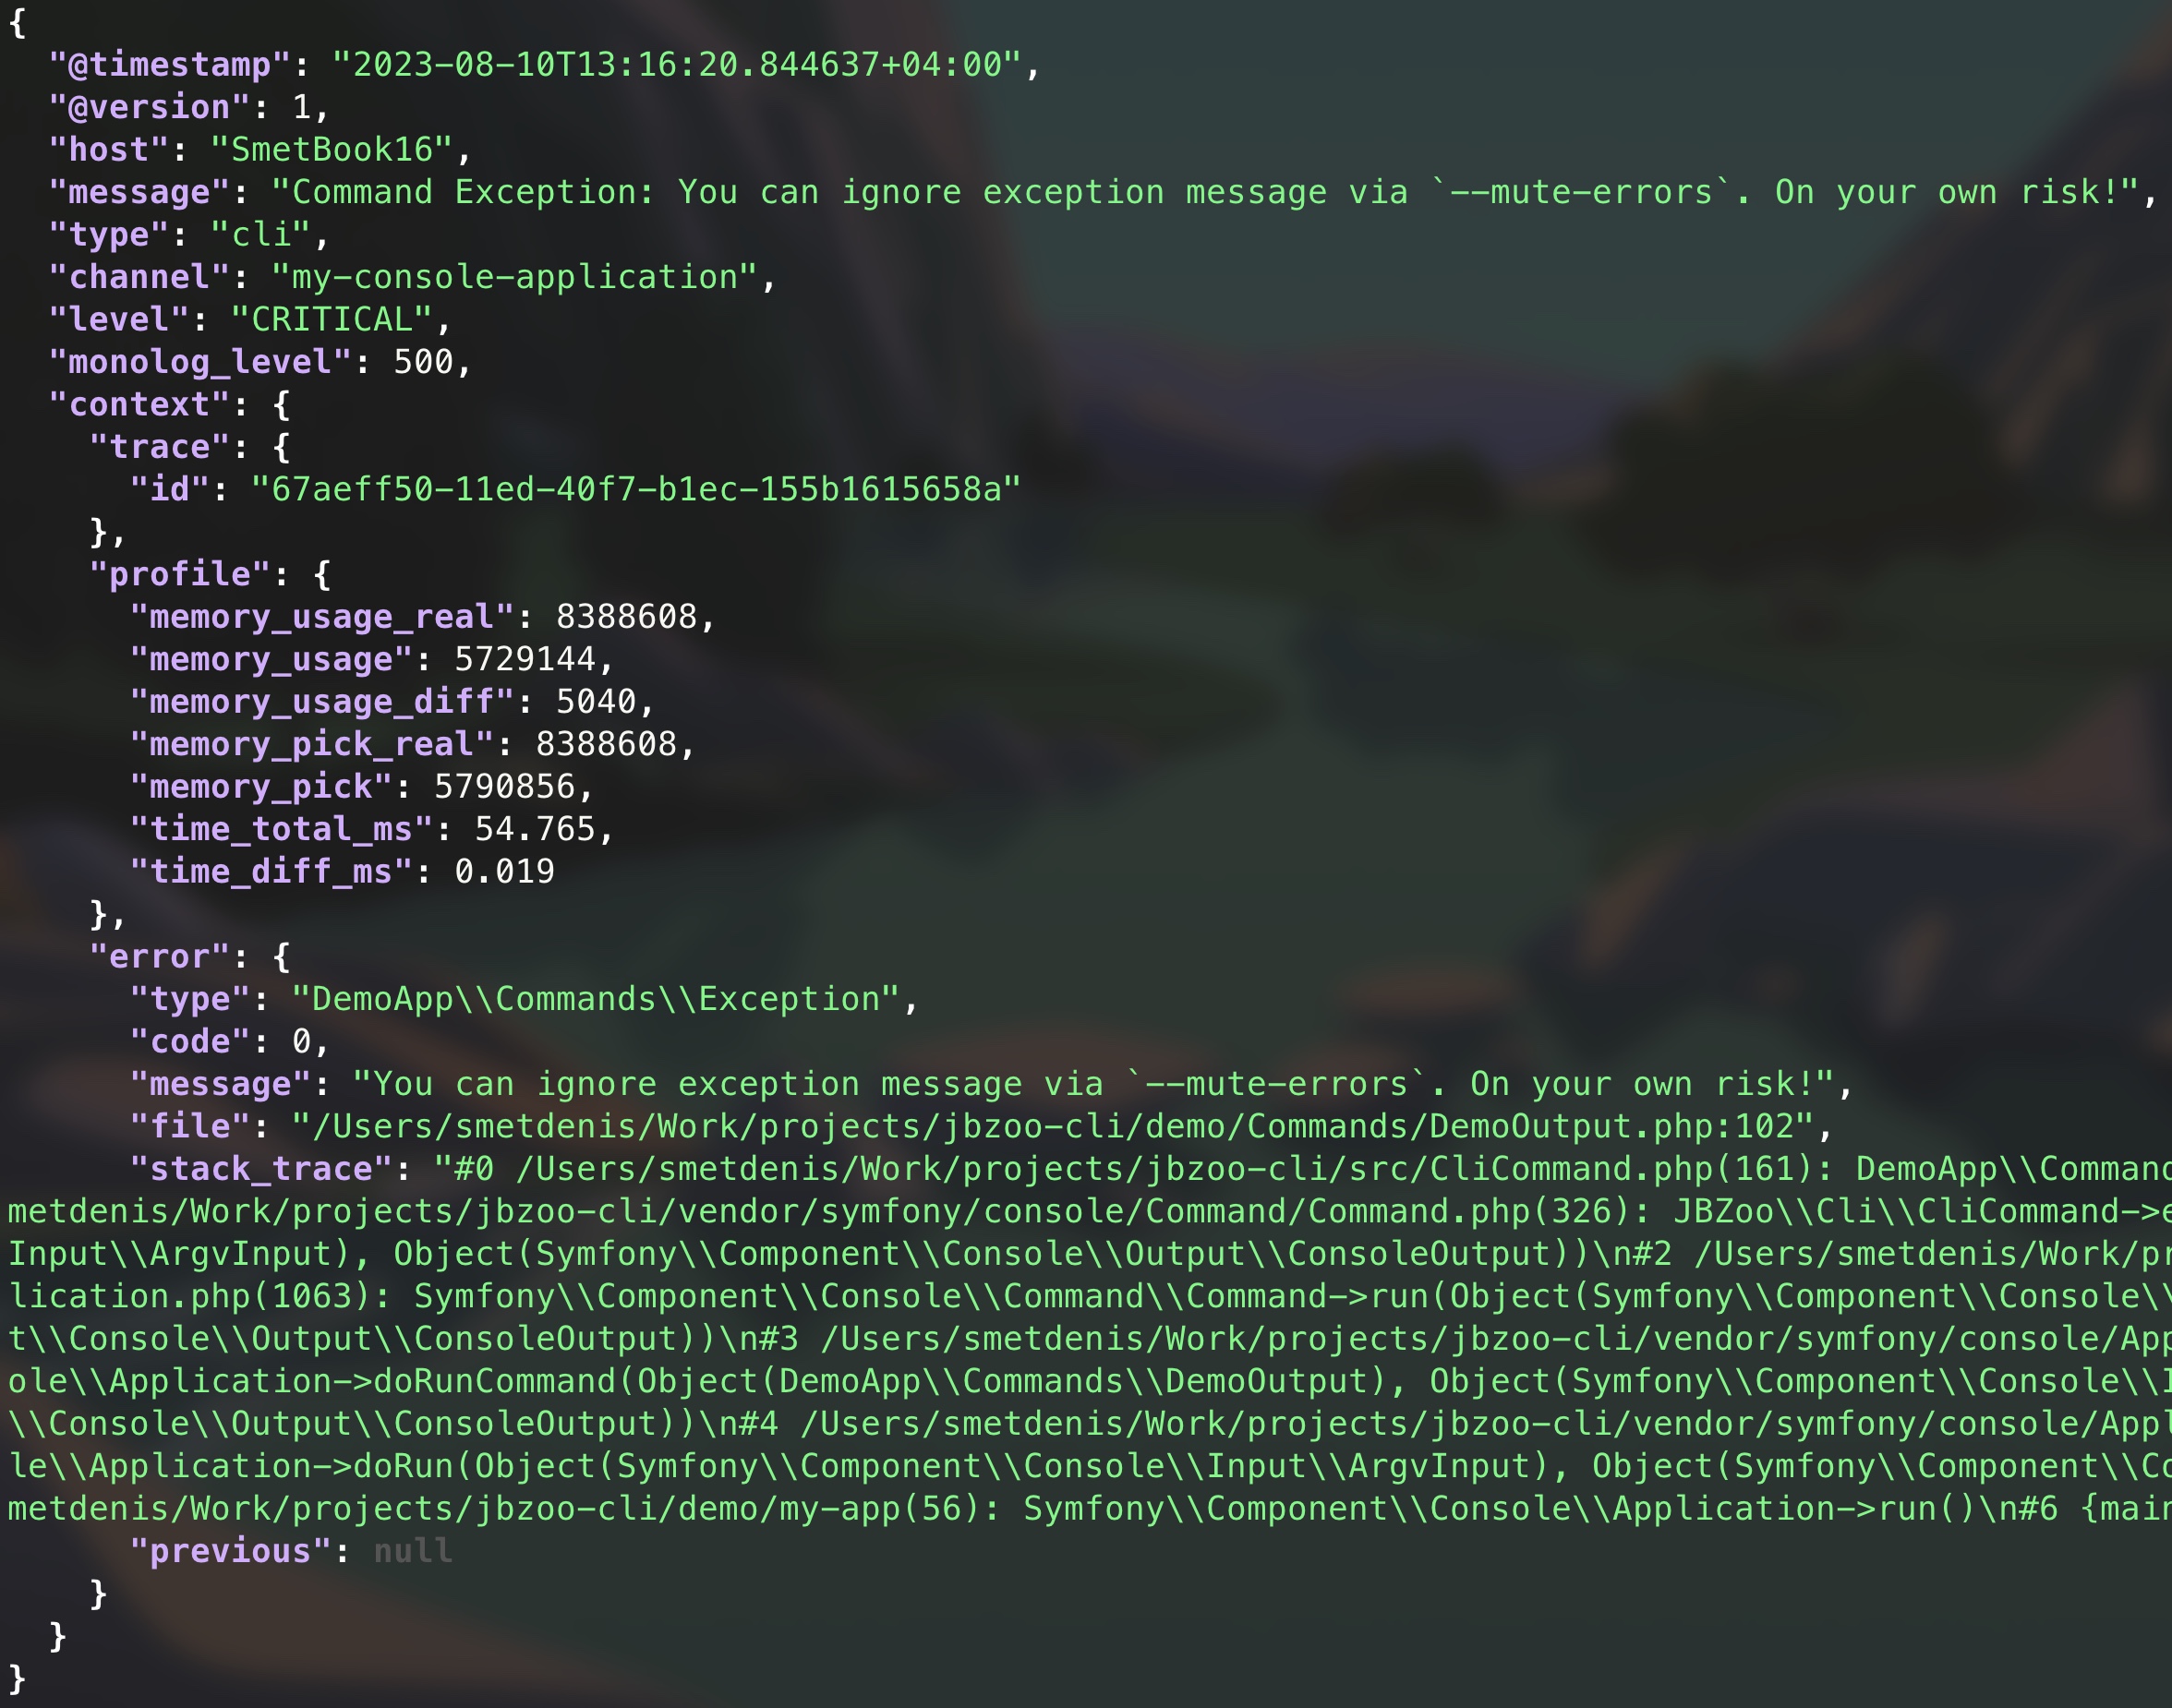 {
  "@timestamp": "2023-08-10T13:16:20.844637+04:00",
  "@version": 1,
  "host": "SmetBook16",
  "message": "Command Exception: You can ignore exception message via `--mute-errors`. On your own risk!",
  "type": "cli",
  "channel": "my-console-application",
  "level": "CRITICAL",
  "monolog_level": 500,
  "context": {
    "trace": {
      "id": "67aeff50-11ed-40f7-b1ec-155b1615658a"
    },
    "profile": {
      "memory_usage_real": 8388608,
      "memory_usage": 5729144,
      "memory_usage_diff": 5040,
      "memory_pick_real": 8388608,
      "memory_pick": 5790856,
      "time_total_ms": 54.765,
      "time_diff_ms": 0.019
    },
    "error": {
      "type": "DemoApp\\Commands\\Exception",
      "code": 0,
      "message": "You can ignore exception message via `--mute-errors`. On your own risk!",
      "file": "/Users/smetdenis/Work/projects/jbzoo-cli/demo/Commands/DemoOutput.php:102",
      "stack_trace": "#0 /Users/smetdenis/Work/projects/jbzoo-cli/src/CliCommand.php(161): DemoApp\\Command
metdenis/Work/projects/jbzoo-cli/vendor/symfony/console/Command/Command.php(326): JBZoo\\Cli\\CliCommand->e
Input\\ArgvInput), Object(Symfony\\Component\\Console\\Output\\ConsoleOutput))\n#2 /Users/smetdenis/Work/pr
lication.php(1063): Symfony\\Component\\Console\\Command\\Command->run(Object(Symfony\\Component\\Console\\
t\\Console\\Output\\ConsoleOutput))\n#3 /Users/smetdenis/Work/projects/jbzoo-cli/vendor/symfony/console/App
ole\\Application->doRunCommand(Object(DemoApp\\Commands\\DemoOutput), Object(Symfony\\Component\\Console\\I
\\Console\\Output\\ConsoleOutput))\n#4 /Users/smetdenis/Work/projects/jbzoo-cli/vendor/symfony/console/Appl
le\\Application->doRun(Object(Symfony\\Component\\Console\\Input\\ArgvInput), Object(Symfony\\Component\\Co
metdenis/Work/projects/jbzoo-cli/demo/my-app(56): Symfony\\Component\\Console\\Application->run()\n#6 {main
      "previous": null
    }
  }
}